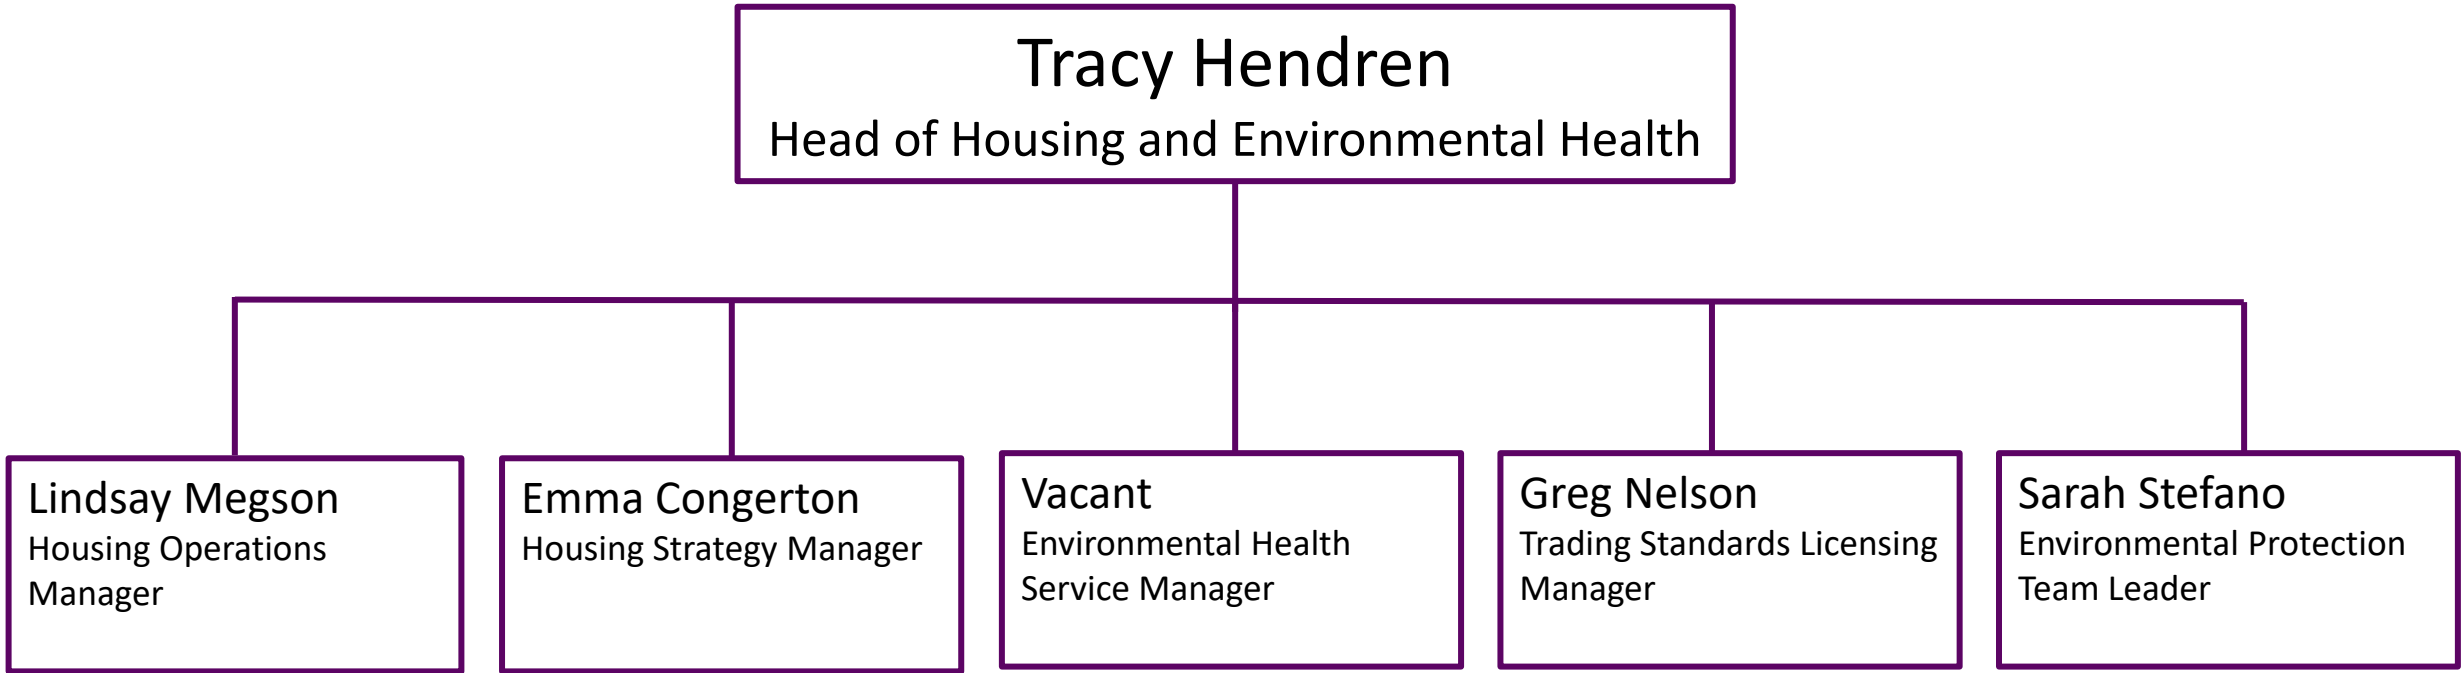 Tracy Hendren
Head of Housing and Environmental Health
Lindsay Megson
Housing Operations
Manager
Emma Congerton
Housing Strategy Manager
Vacant
Environmental Health
Service Manager
Greg Nelson
Trading Standards Licensing
Manager
Sarah Stefano
Environmental Protection
Team Leader